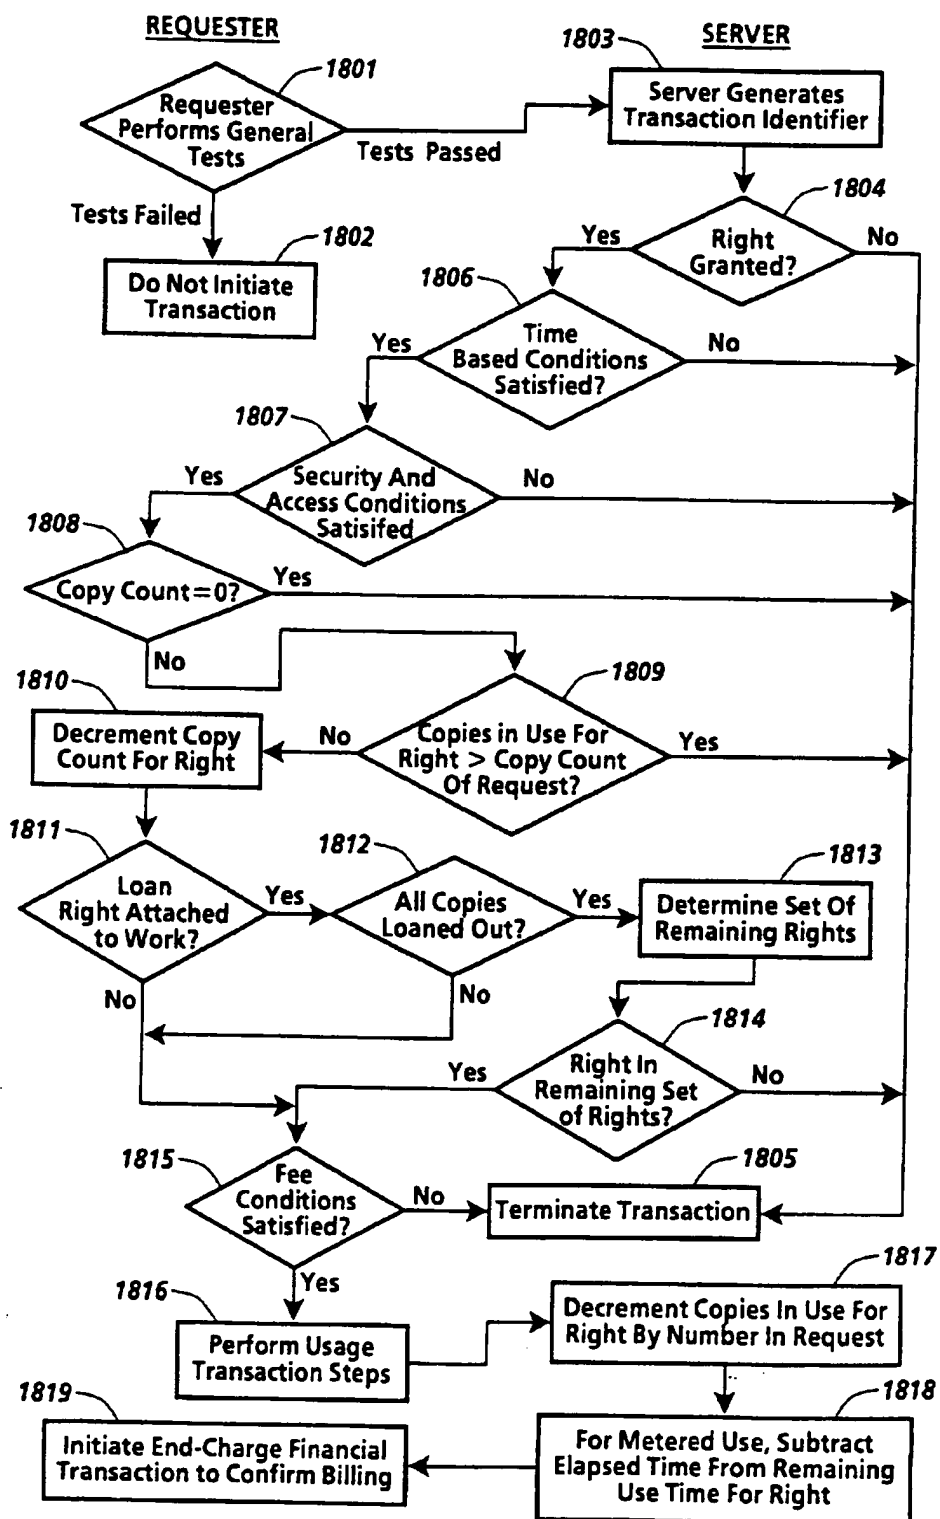 REQUESTER
SERVER
1801
Requester
Performs General
Tests
Tests Passed
Tests Failed
1802
Do Not Initiate
Transaction
1803
Server Generates
Transaction Identifier
1804
Right
Granted?
Yes
No
1806
Time
Based Conditions
Satisfied?
Yes
No
1807
Security And
Access Conditions
Satisifed
Yes
No
1808
Copy Count=0?
Yes
No
1809
Copies in Use For
Right > Copy Count
Of Request?
No
Yes
1810
Decrement Copy
Count For Right
1811
Loan
Right Attached
to Work?
Yes
No
1812
All Copies
Loaned Out?
Yes
No
1813
Determine Set Of
Remaining Rights
1814
Right In
Remaining Set
of Rights?
Yes
No
1815
Fee
Conditions
Satisfied?
No
Yes
1805
Terminate Transaction
1816
Perform Usage
Transaction Steps
1817
Decrement Copies In Use For
Right By Number In Request
1818
For Metered Use, Subtract
Elapsed Time From Remaining
Use Time For Right
1819
Initiate End-Charge Financial
Transaction to Confirm Billing